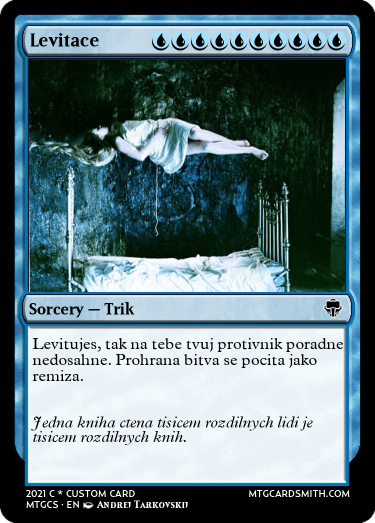 Levitace
Sorcery — Trik
Levitujes, tak na tebe tvuj protivnik poradne
nedosahne. Prohrana bitva se pocita jako
remiza.
Jedna kniha ctena tisicem rozdilnych lidi je
tisicem rozdilnych knih.
2021 C * CUSTOM CARD
MTGCARDSMITH.COM
MTGCS · EN Andrej Tarkovskij